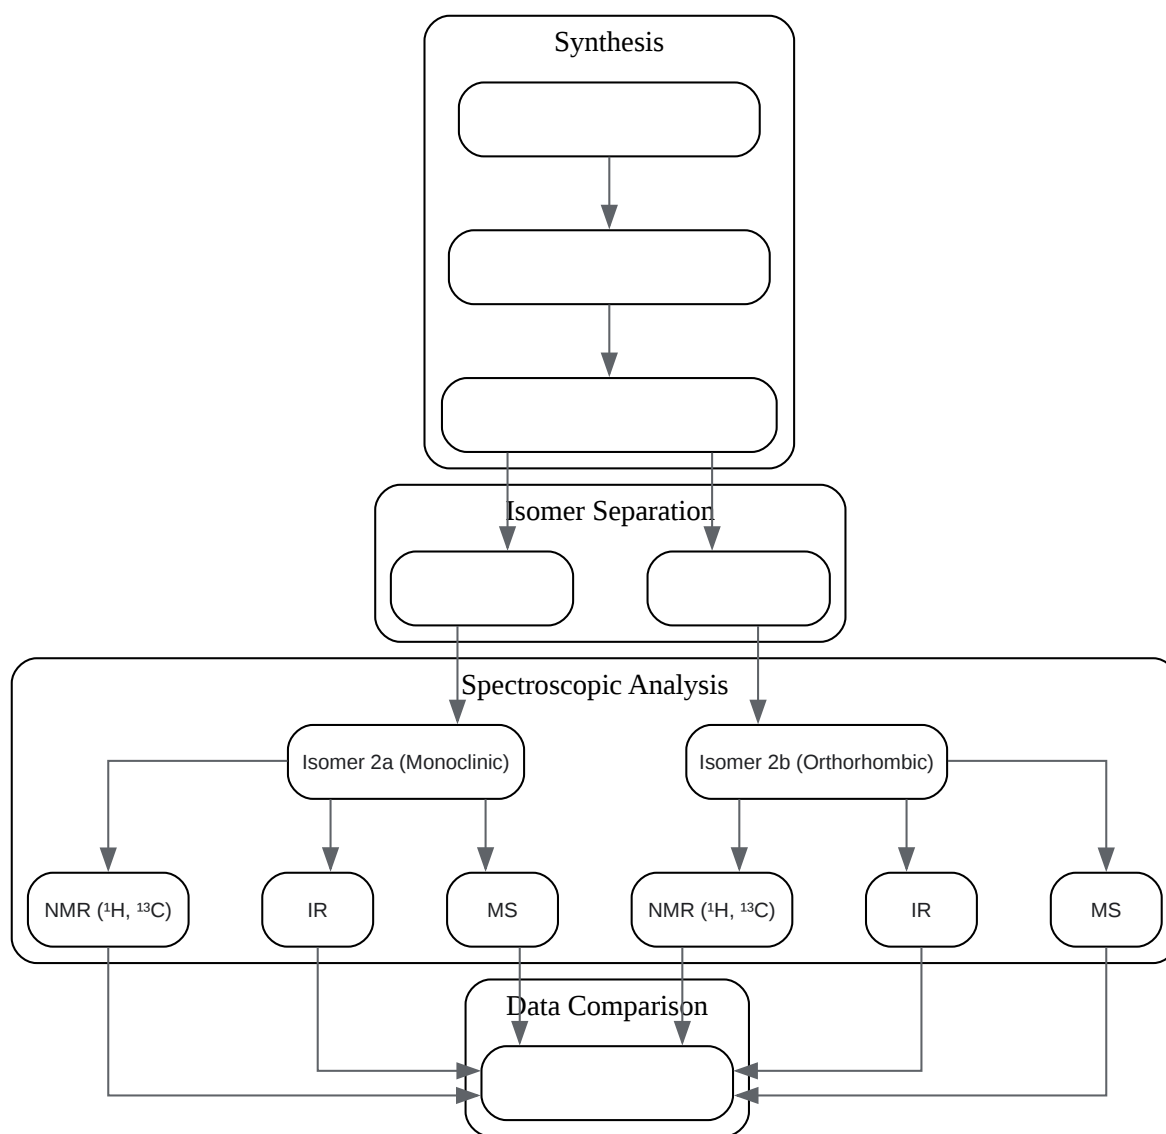 Synthesis
Isomer Separation
Spectroscopic Analysis
Isomer 2a (Monoclinic)
Isomer 2b (Orthorhombic)
NMR (¹H, ¹³C)
IR
MS
NMR (¹H, ¹³C)
IR
MS
Data Comparison